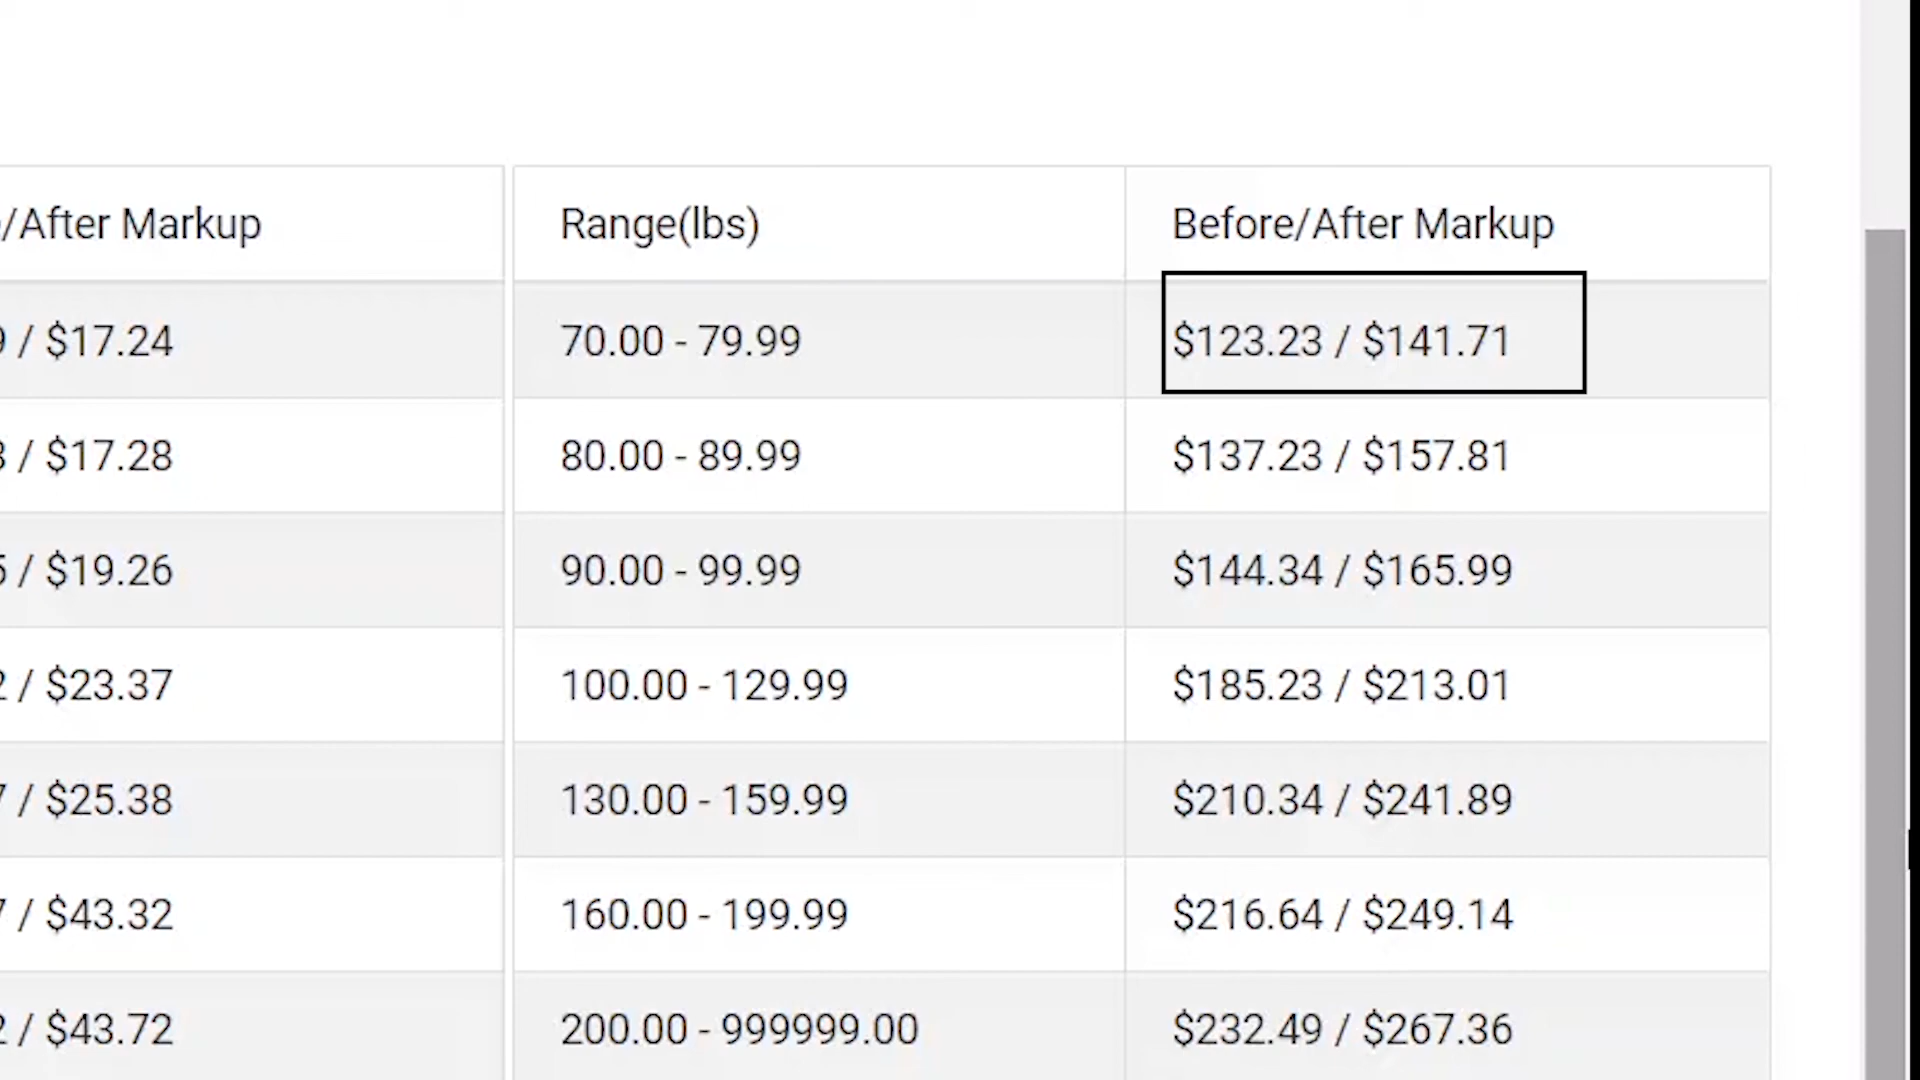 /After Markup Range(lbs) Before/After Markup
/ $17.24 70.00 - 79.99 $123.23 / $141.71
/ $17.28 80.00 - 89.99 $137.23 / $157.81
/ $19.26 90.00 - 99.99 $144.34 / $165.99
/ $23.37 100.00 - 129.99 $185.23 / $213.01
/ $25.38 130.00 - 159.99 $210.34 / $241.89
/ $43.32 160.00 - 199.99 $216.64 / $249.14
/ $43.72 200.00 - 999999.00 $232.49 / $267.36